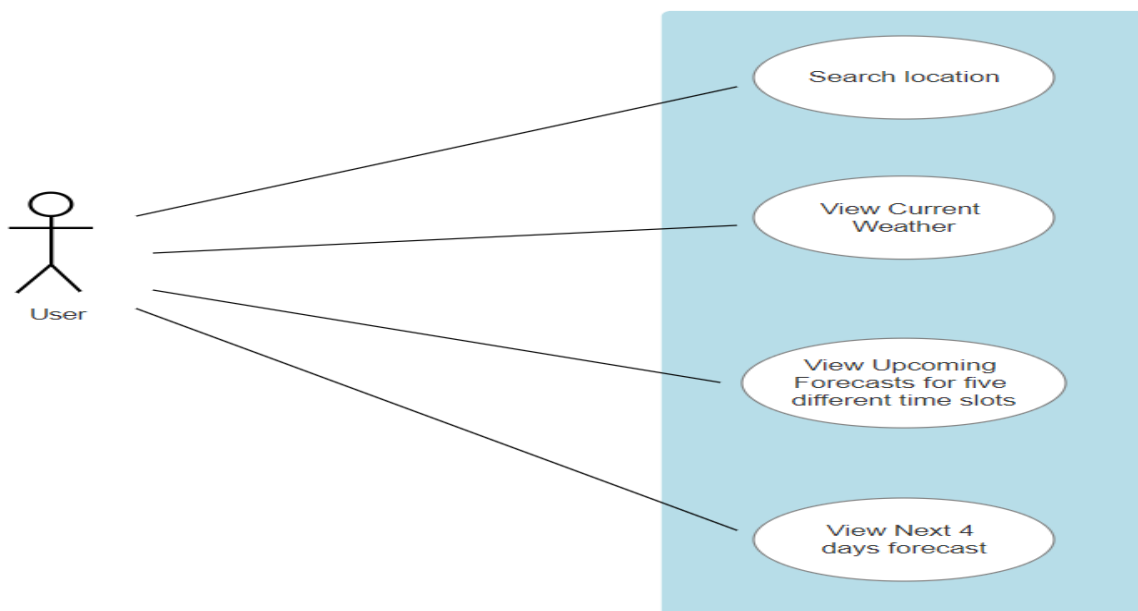 Search location
View Current
Weather
User
View Upcoming
Forecasts for five
different time slots
View Next 4
days forecast